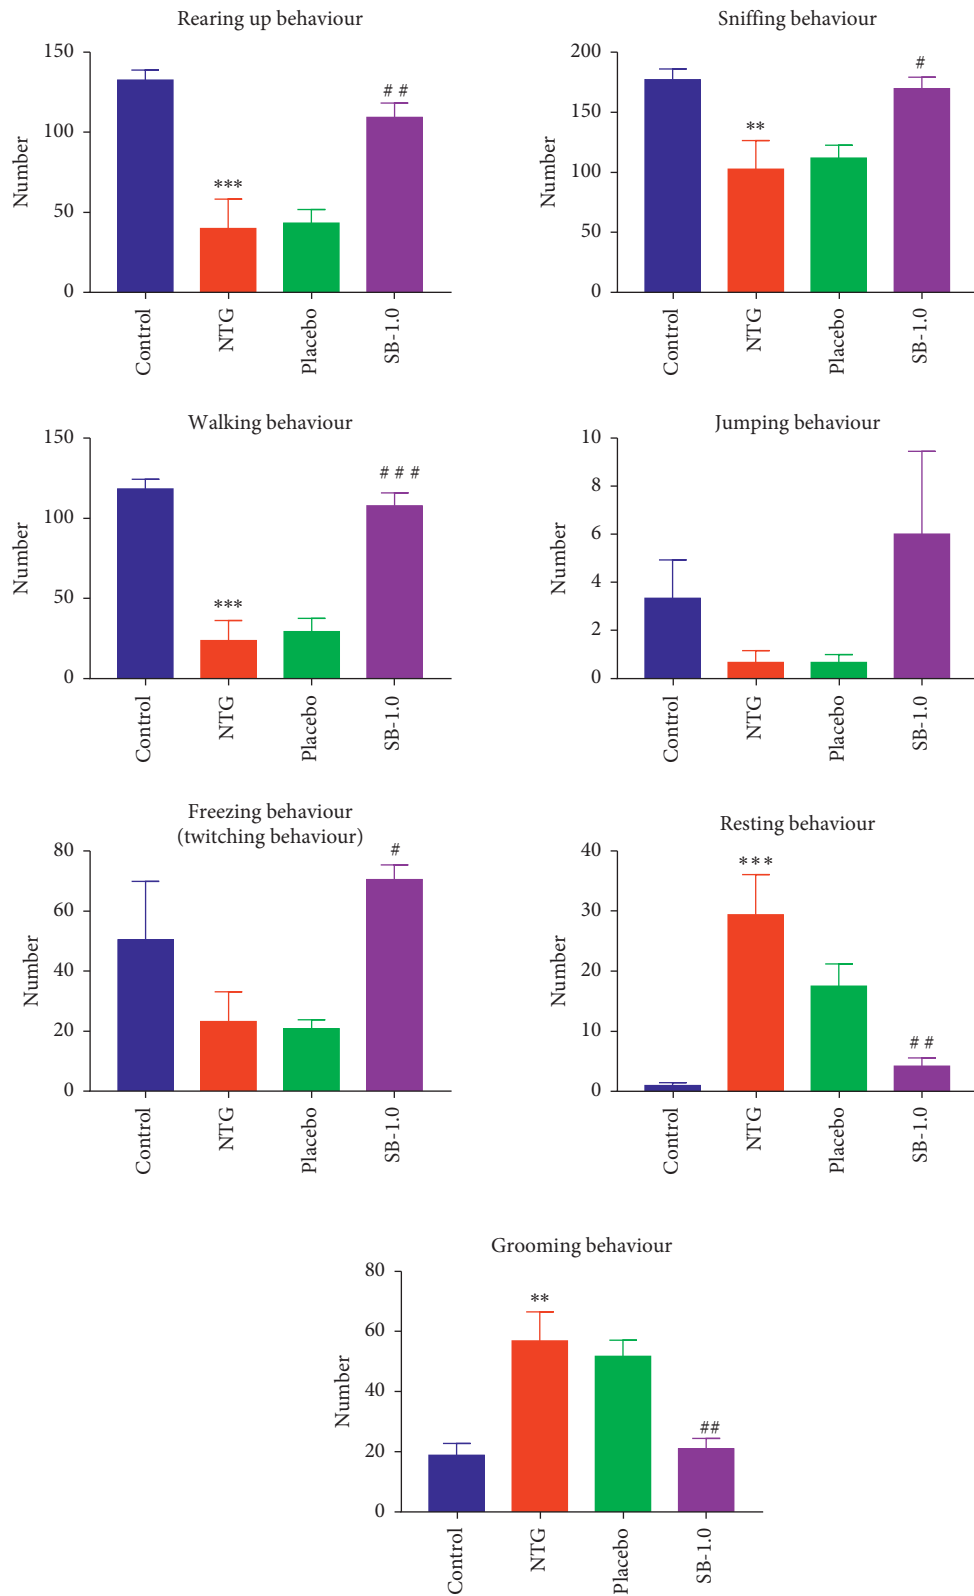 Rearing up behaviour
150
100
50
0
Number
***
# #
Control
NTG
Placebo
SB-1.0
Sniffing behaviour
200
150
100
50
0
Number
**
#
Control
NTG
Placebo
SB-1.0
Walking behaviour
150
100
50
0
Number
***
# # #
Control
NTG
Placebo
SB-1.0
Jumping behaviour
10
8
6
4
2
0
Number
Control
NTG
Placebo
SB-1.0
Freezing behaviour
(twitching behaviour)
80
60
40
20
0
Number
#
Control
NTG
Placebo
SB-1.0
Resting behaviour
40
30
20
10
0
Number
***
# #
Control
NTG
Placebo
SB-1.0
Grooming behaviour
80
60
40
20
0
Number
**
##
Control
NTG
Placebo
SB-1.0